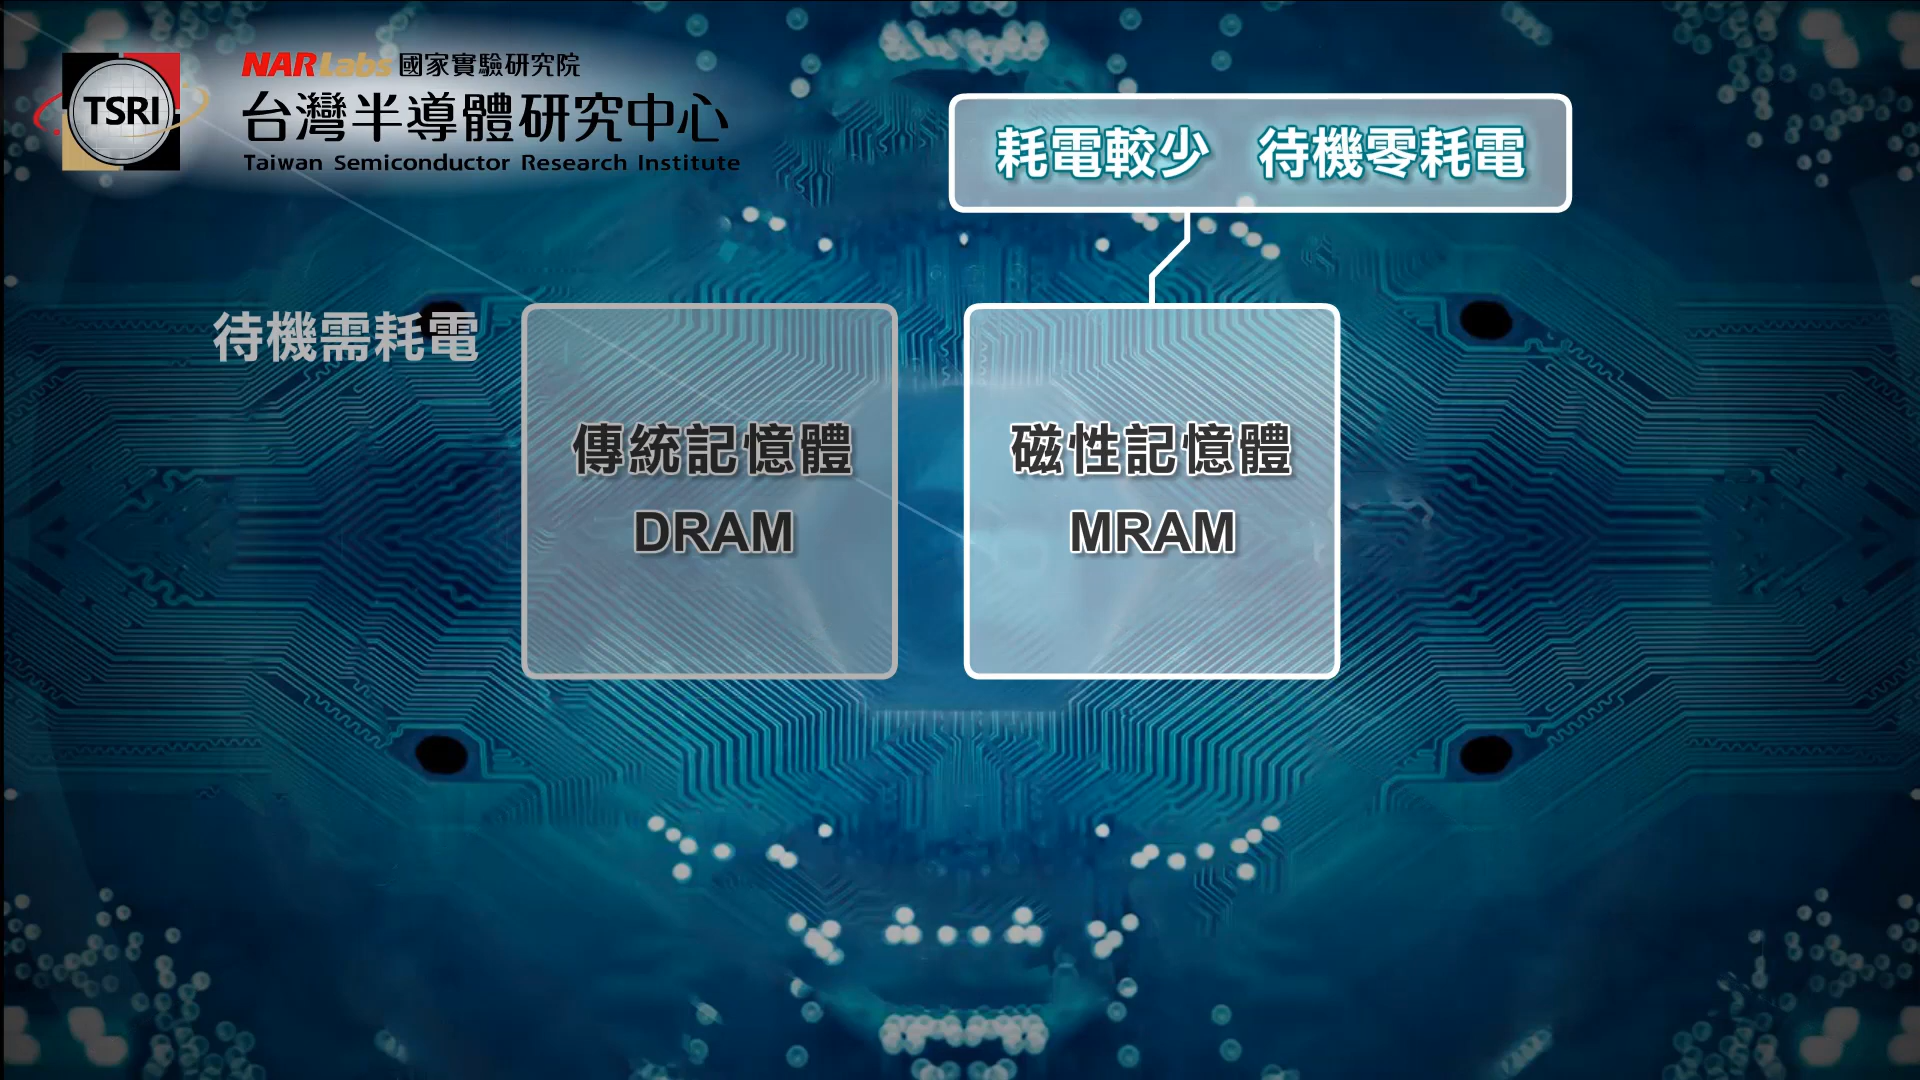 TSRI
NARLabs 國家實驗研究院
台灣半導體研究中心
Taiwan Semiconductor Research Institute
耗電較少 待機零耗電
待機需耗電
傳統記憶體
DRAM
磁性記憶體
MRAM